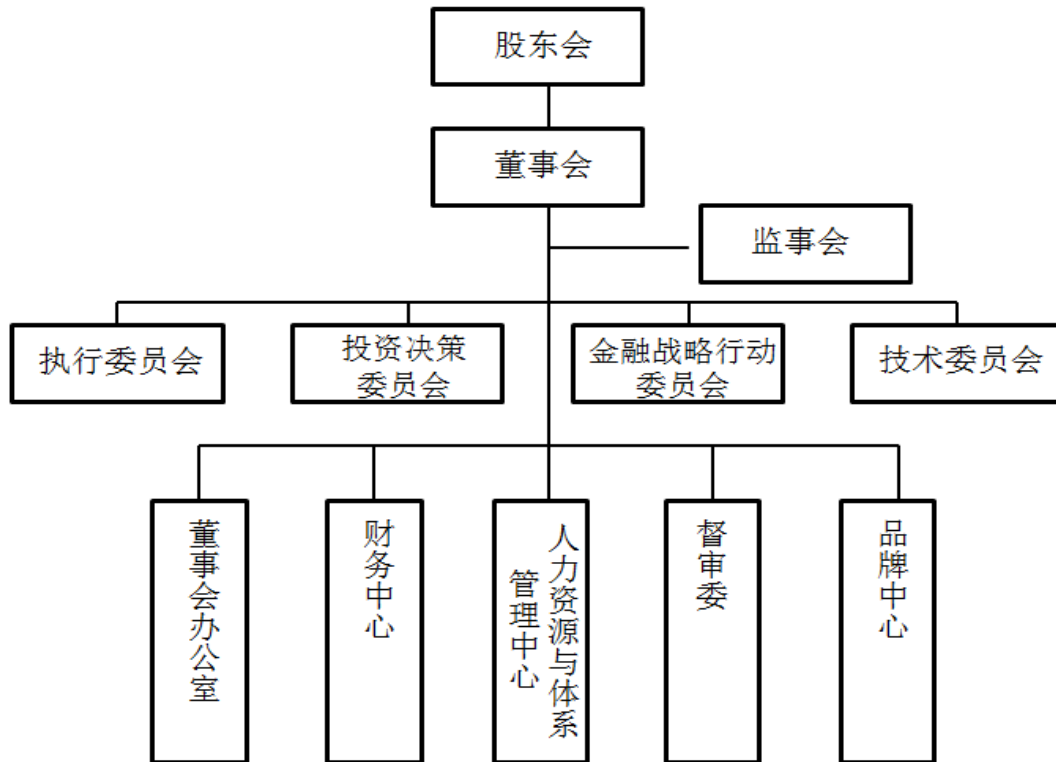 股东会
董事会
监事会
执行委员会
投资决策
委员会
金融战略行动
委员会
技术委员会
董事会办公室
财务中心
人力资源与体系
管理中心
督审委
品牌中心